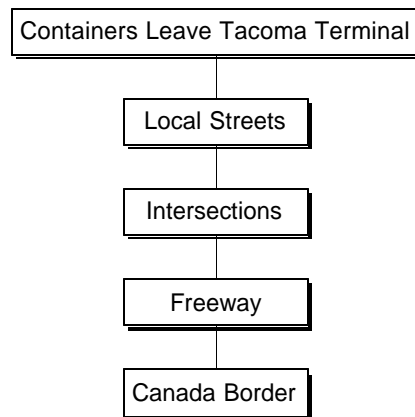 Containers Leave Tacoma Terminal
Local Streets
Intersections
Freeway
Canada Border